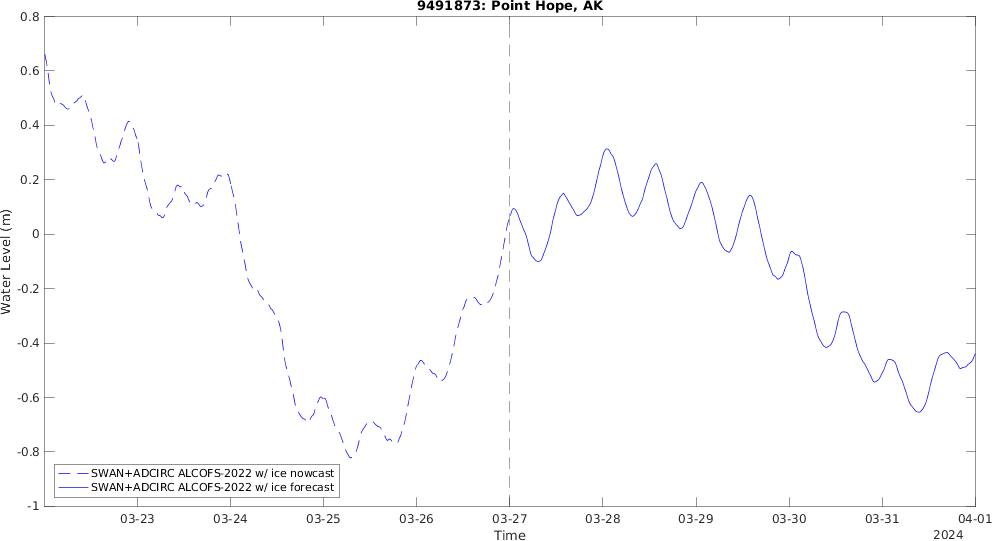 9491873: Point Hope, AK
Water Level (m)
0.8
0.6
0.4
0.2
0
-0.2
-0.4
-0.6
-0.8
-1
SWAN+ADCIRC ALCOFS-2022 w/ ice nowcast
SWAN+ADCIRC ALCOFS-2022 w/ ice forecast
03-23 03-24 03-25 03-26 03-27 03-28 03-29 03-30 03-31 04-01
Time
2024